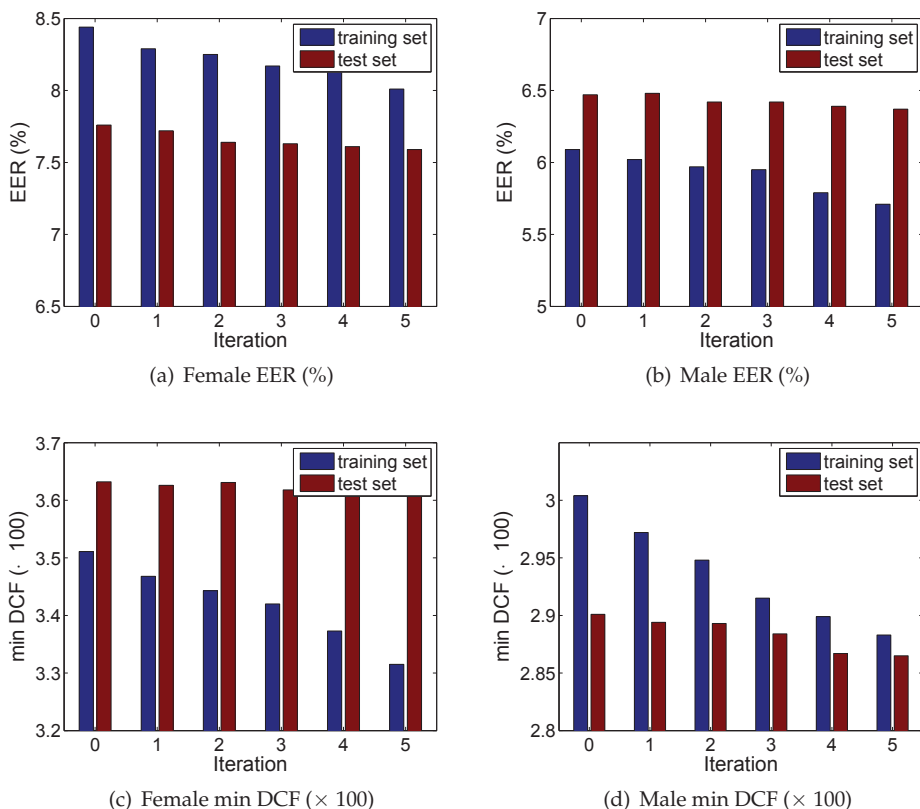 8.5
8
7.5
7
6.5
EER (%)
training set
test set
0 1 2 3 4 5
Iteration
(a) Female EER (%)
7
6.5
6
5.5
5
EER (%)
training set
test set
0 1 2 3 4 5
Iteration
(b) Male EER (%)
3.7
3.6
3.5
3.4
3.3
3.2
min DCF (· 100)
training set
test set
0 1 2 3 4 5
Iteration
(c) Female min DCF (× 100)
3
2.95
2.9
2.85
2.8
min DCF (· 100)
training set
test set
0 1 2 3 4 5
Iteration
(d) Male min DCF (× 100)